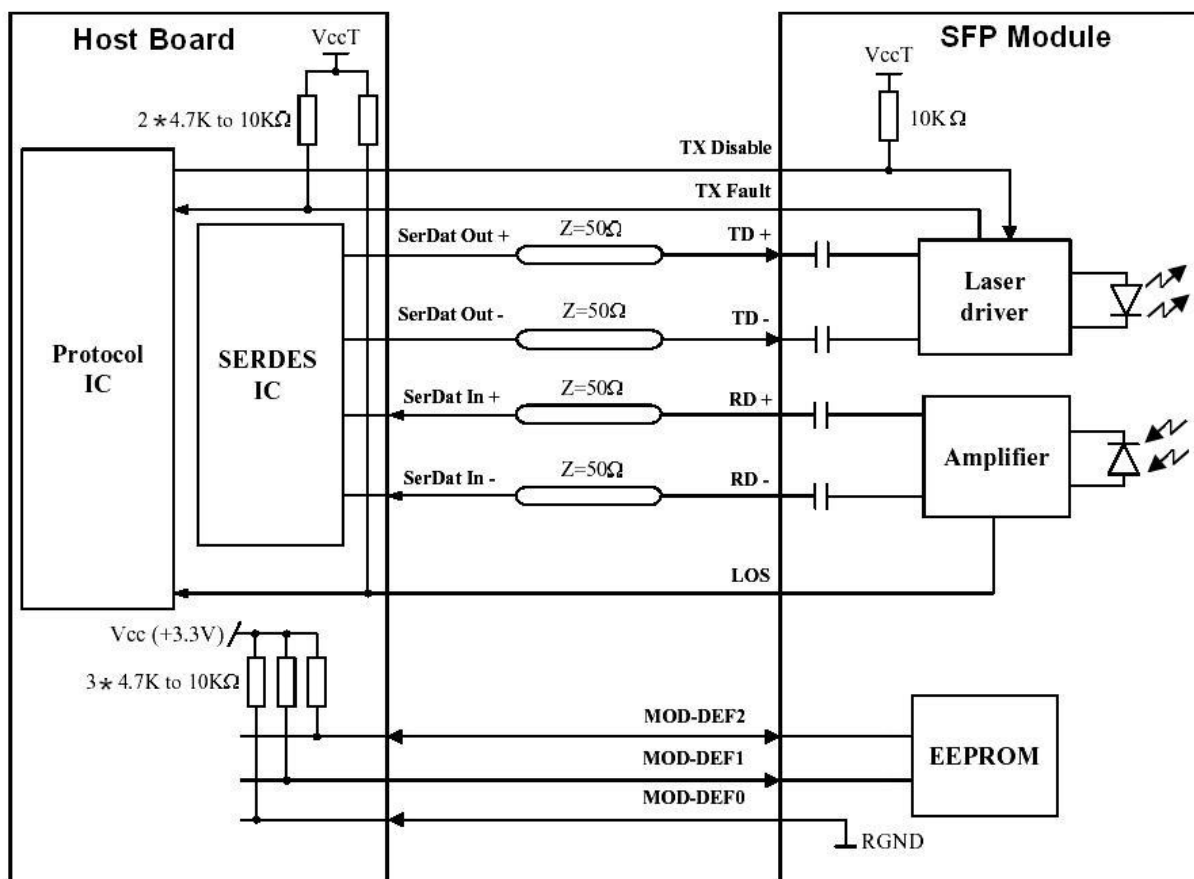 Host Board
SFP Module
VccT
VccT
2*4.7K to 10KΩ
10KΩ
TX Disable
TX Fault
SerDat Out +
Z=50Ω
TD +
SerDat Out -
Z=50Ω
TD -
Laser
driver
Protocol
IC
SERDES
IC
SerDat In +
Z=50Ω
RD +
SerDat In -
Z=50Ω
RD -
Amplifier
LOS
Vcc (+3.3V)
3*4.7K to 10KΩ
MOD-DEF2
MOD-DEF1
MOD-DEF0
EEPROM
RGND